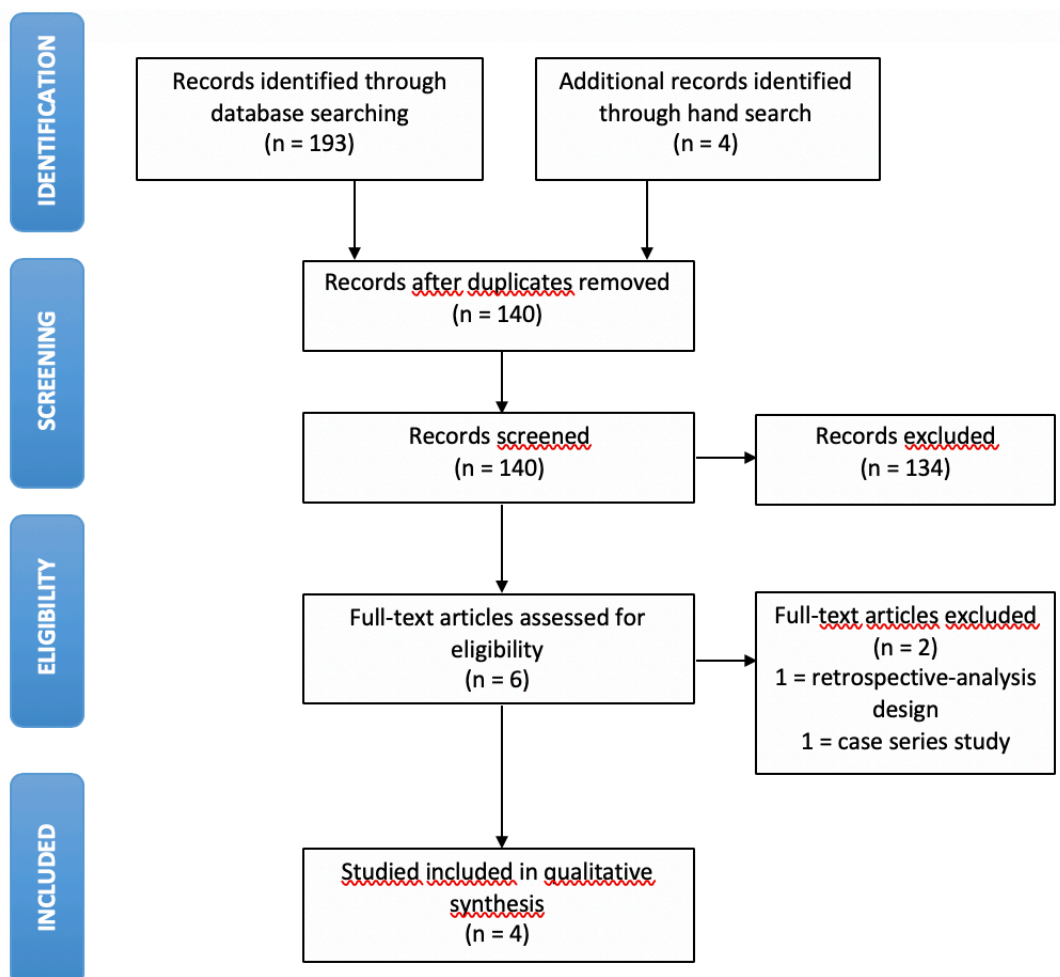 IDENTIFICATION
Records identified through
database searching
(n = 193)
Additional records identified
through hand search
(n = 4)
SCREENING
Records after duplicates removed
(n = 140)
Records screened
(n = 140)
Records excluded
(n = 134)
ELIGIBILITY
Full-text articles assessed for
eligibility
(n = 6)
Full-text articles excluded
(n = 2)
1 = retrospective-analysis
design
1 = case series study
INCLUDED
Studied included in qualitative
synthesis
(n = 4)